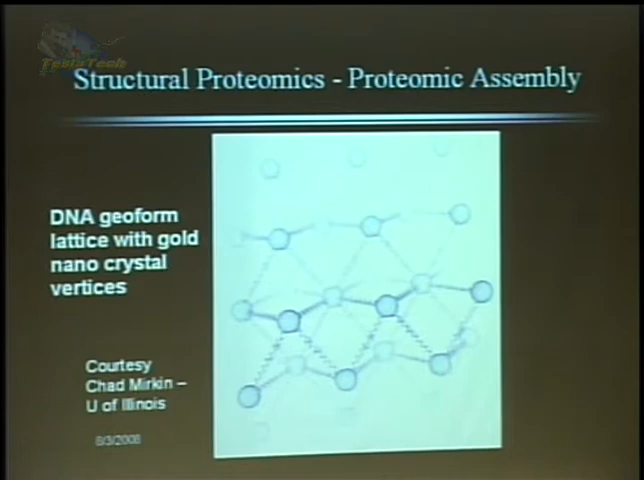 TeslaTech
Structural Proteomics - Proteomic Assembly
DNA geoform
lattice with gold
nano crystal
vertices
Courtesy
Chad Mirkin –
U of Illinois
8/3/2008